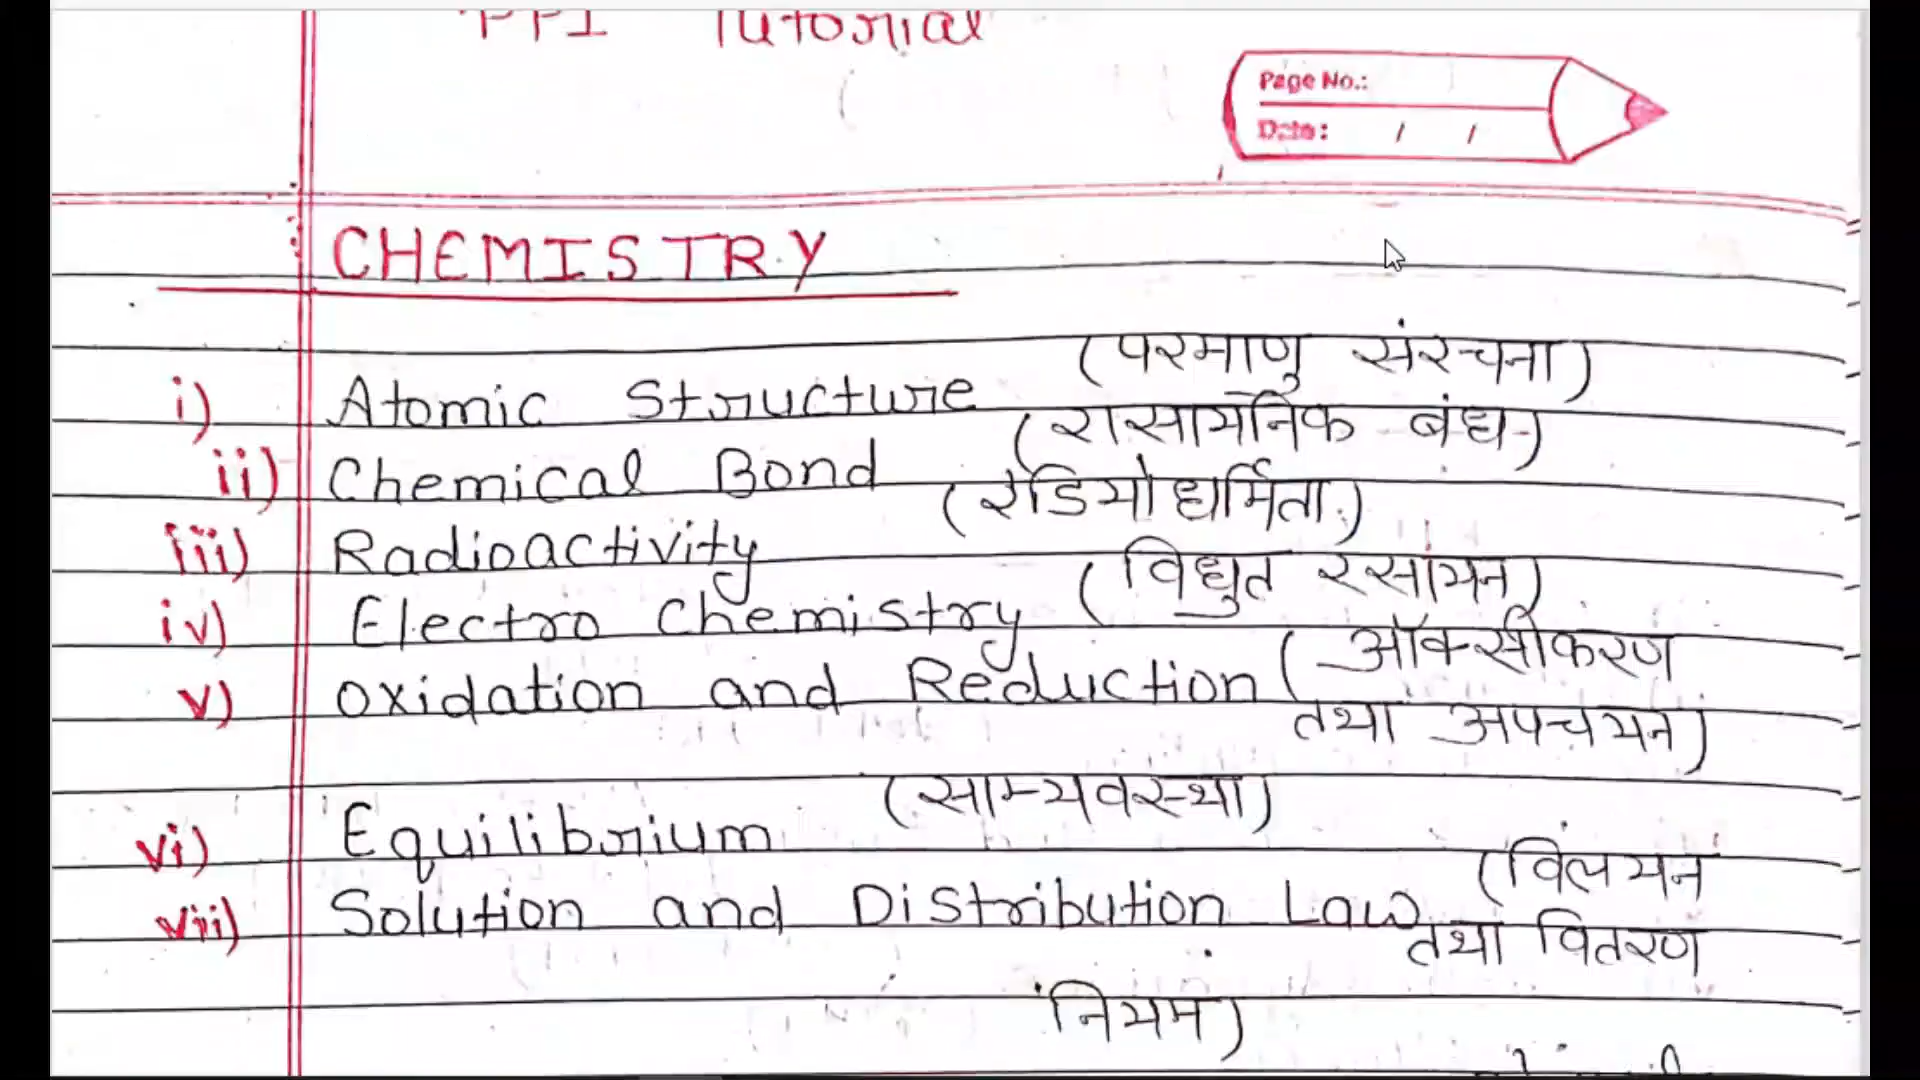 PPI Tutorial
Page No.:
Date: / /
CHEMISTRY
i) Atomic Structure (परमाणु संरचना)
ii) Chemical Bond (रासायनिक बंध)
iii) Radioactivity (रेडियोधर्मिता)
iv) Electro Chemistry (विधुत रसायन)
v) Oxidation and Reduction (ऑक्सीकरण
तथा अपचयन)
vi) Equilibrium (साम्यवस्था)
vii) Solution and Distribution Law (विलयन
तथा वितरण
नियम)